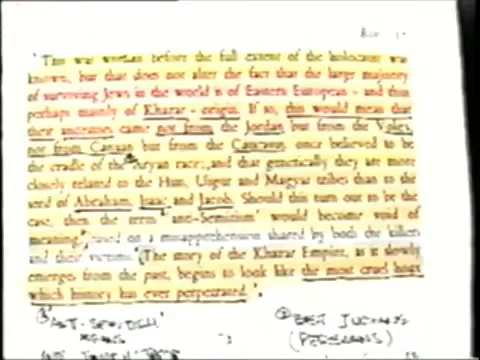 'This was written before the full extent of the holocaust was
known, but that does not alter the fact that the large majority
of surviving Jews in the world is of Eastern European – and thus
perhaps mainly of Khazar – origin. If so, this would mean that
their ancestors came not from the Jordan but from the Volga,
not from Canaan but from the Caucasus, once believed to be
the cradle of the Aryan race; and that genetically they are more
closely related to the Hun, Uigur and Magyar tribes than to the
seed of Abraham, Isaac and Jacob. Should this turn out to be the
case, then the term 'anti-Semitism' would become void of
meaning, based on a misapprehension shared by both the killers
and their victims. The story of the Khazar Empire, as it slowly
emerges from the past, begins to look like the most cruel hoax
which history has ever perpetrated.'